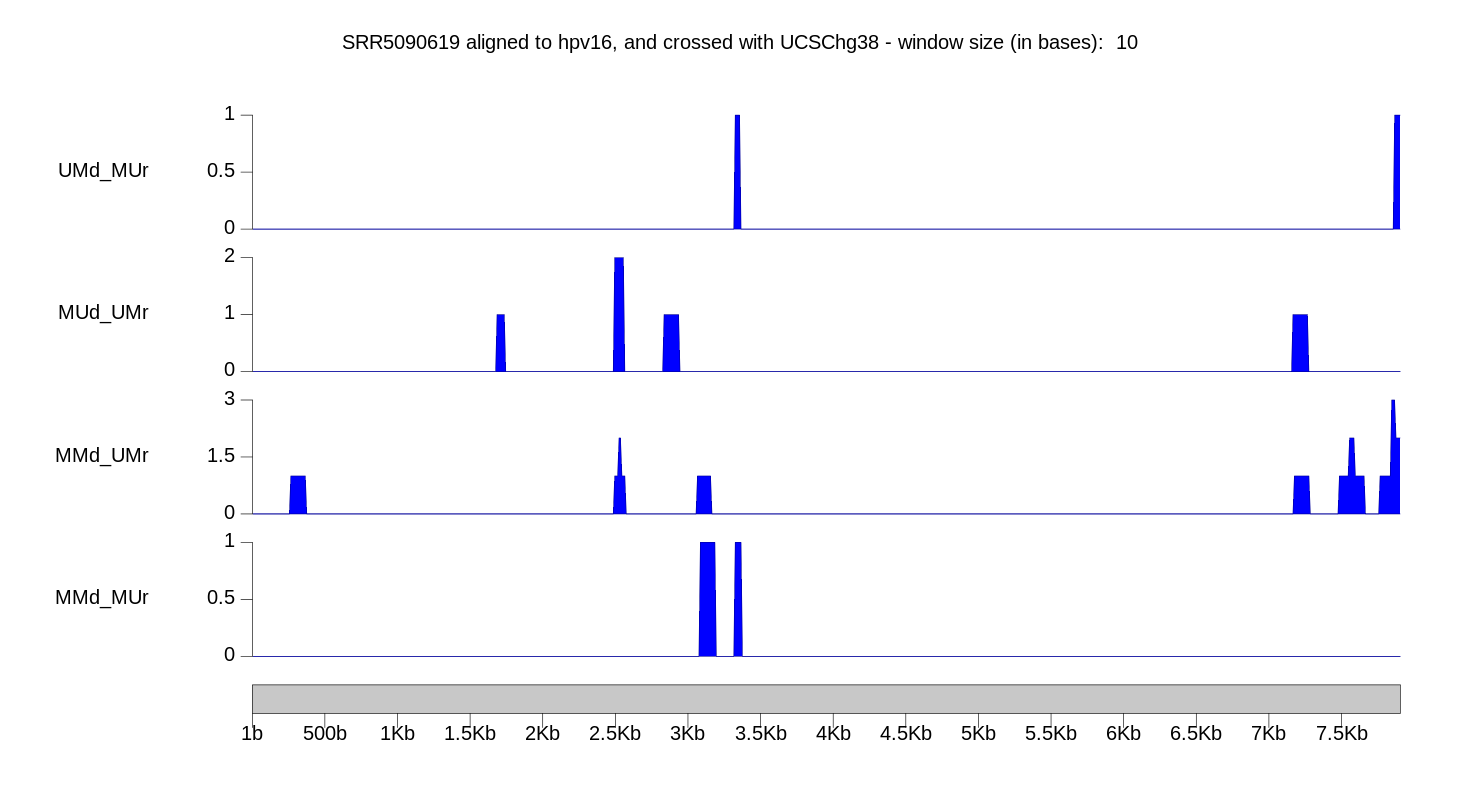 SRR5090619 aligned to hpv16, and crossed with UCSChg38 - window size (in bases):  10
1
UMd_MUr
0.5
0
2
MUd_UMr
1
0
3
MMd_UMr
1.5
0
1
MMd_MUr
0.5
0
1b 500b 1Kb 1.5Kb 2Kb 2.5Kb 3Kb 3.5Kb 4Kb 4.5Kb 5Kb 5.5Kb 6Kb 6.5Kb 7Kb 7.5Kb